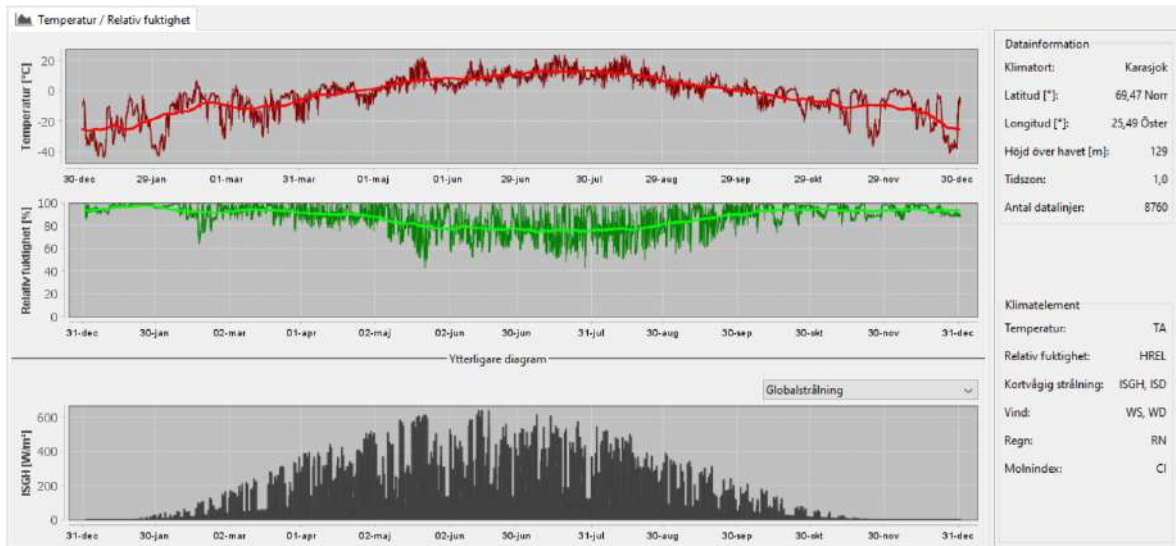 Temperatur / Relativ fuktighet
Temperatur [°C]
20
0
-20
-40
30-dec 29-jan 01-mar 31-mar 01-maj 01-jun 29-jun 30-jul 29-aug 29-sep 29-okt 29-nov 30-dec
Relativ fuktighet [%]
100
80
60
40
20
0
31-dec 30-jan 02-mar 01-apr 02-maj 02-jun 30-jun 31-jul 30-aug 30-sep 30-okt 30-nov 31-dec
Ytterligare diagram
Globalstrålning
ISGH [W/m²]
600
400
200
0
31-dec 30-jan 02-mar 01-apr 02-maj 02-jun 30-jun 31-jul 30-aug 30-sep 30-okt 30-nov 31-dec
Datainformation
Klimatort: Karasjok
Latitud [°]: 69,47 Norr
Longitud [°]: 25,49 Öster
Höjd över havet [m]: 129
Tidszon: 1,0
Antal datalinjer: 8760
Klimatelement
Temperatur: TA
Relativ fuktighet: HREL
Kortvågig strålning: ISGH, ISD
Vind: WS, WD
Regn: RN
Molnindex: CI